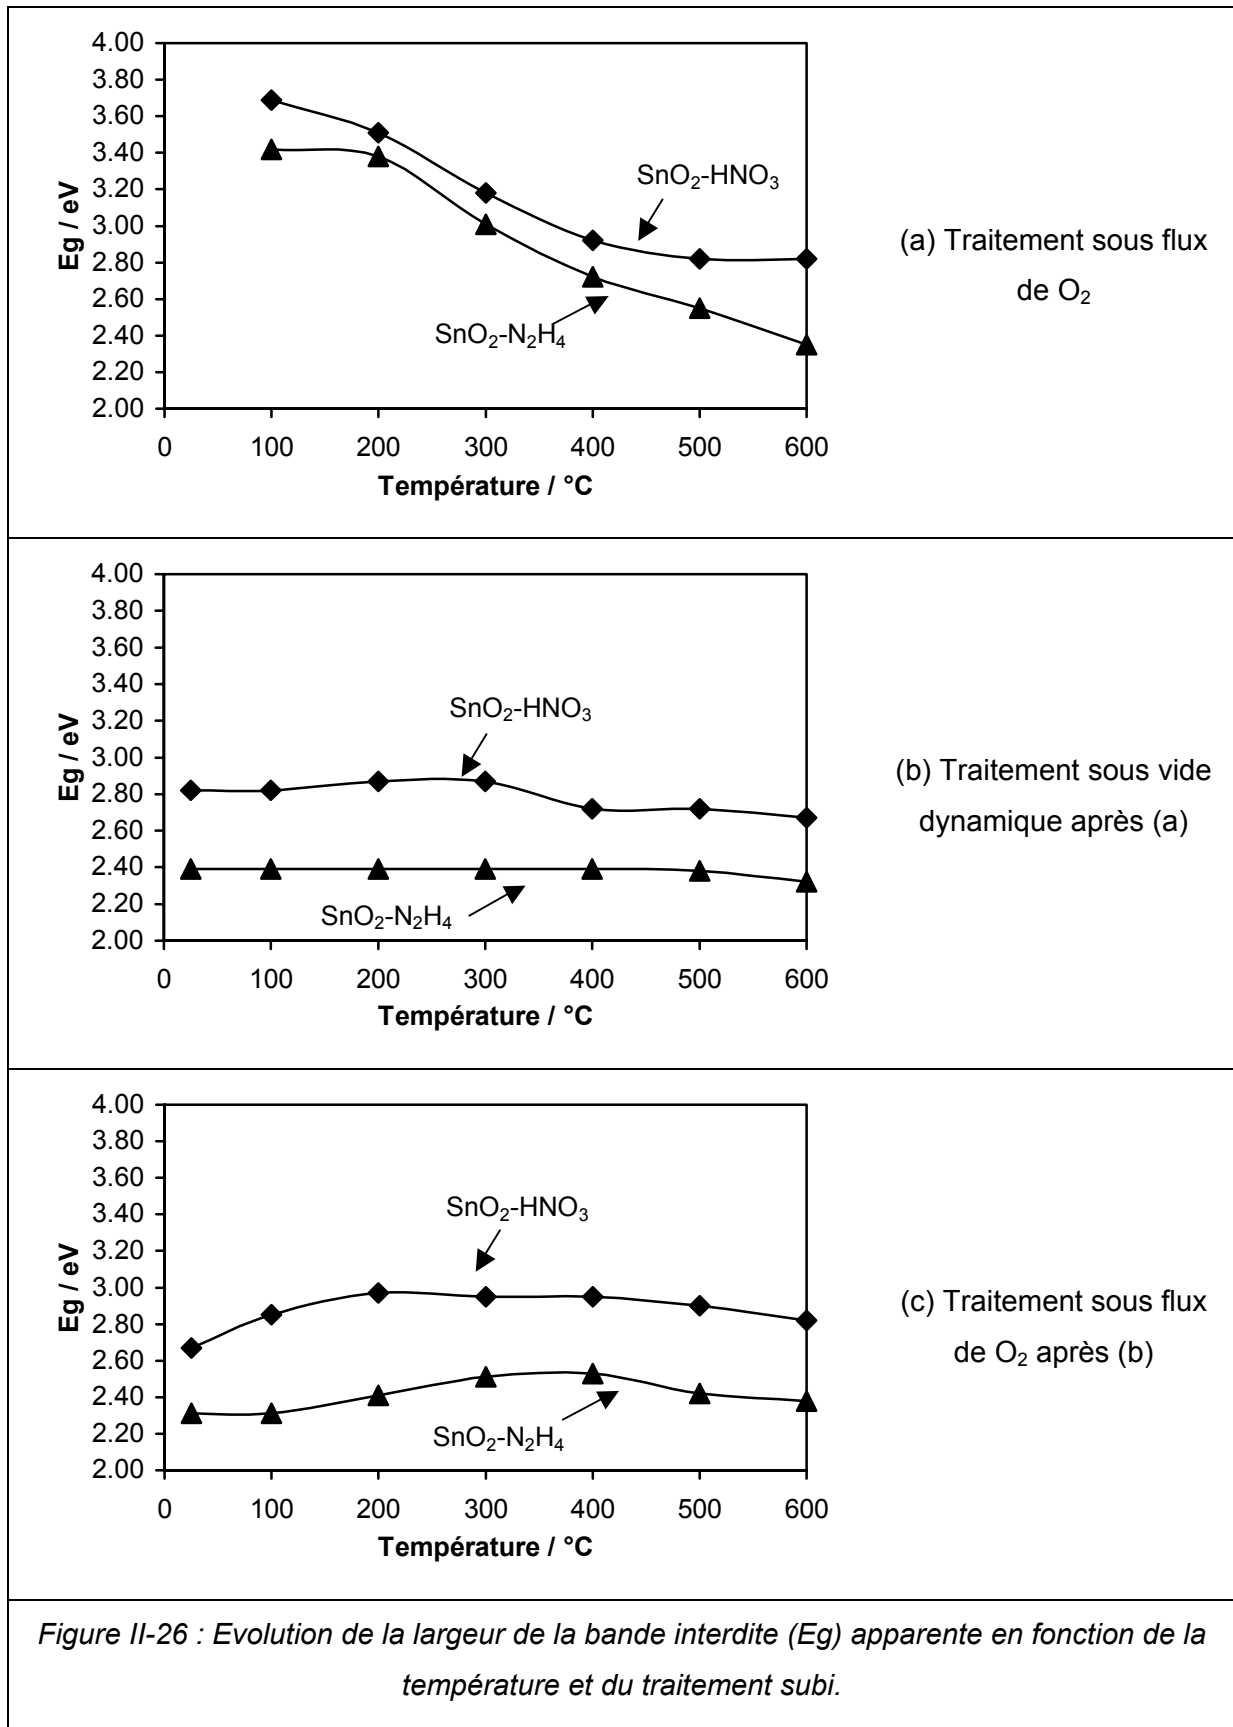 4.00
3.80
3.60
3.40
3.20
3.00
2.80
2.60
2.40
2.20
2.00
Eg / eV
SnO2-HNO3
SnO2-N2H4
0 100 200 300 400 500 600
Température / °C
(a) Traitement sous flux
de O2
4.00
3.80
3.60
3.40
3.20
3.00
2.80
2.60
2.40
2.20
2.00
Eg / eV
SnO2-HNO3
SnO2-N2H4
0 100 200 300 400 500 600
Température / °C
(b) Traitement sous vide
dynamique après (a)
4.00
3.80
3.60
3.40
3.20
3.00
2.80
2.60
2.40
2.20
2.00
Eg / eV
SnO2-HNO3
SnO2-N2H4
0 100 200 300 400 500 600
Température / °C
(c) Traitement sous flux
de O2 après (b)
Figure II-26 : Evolution de la largeur de la bande interdite (Eg) apparente en fonction de la
température et du traitement subi.